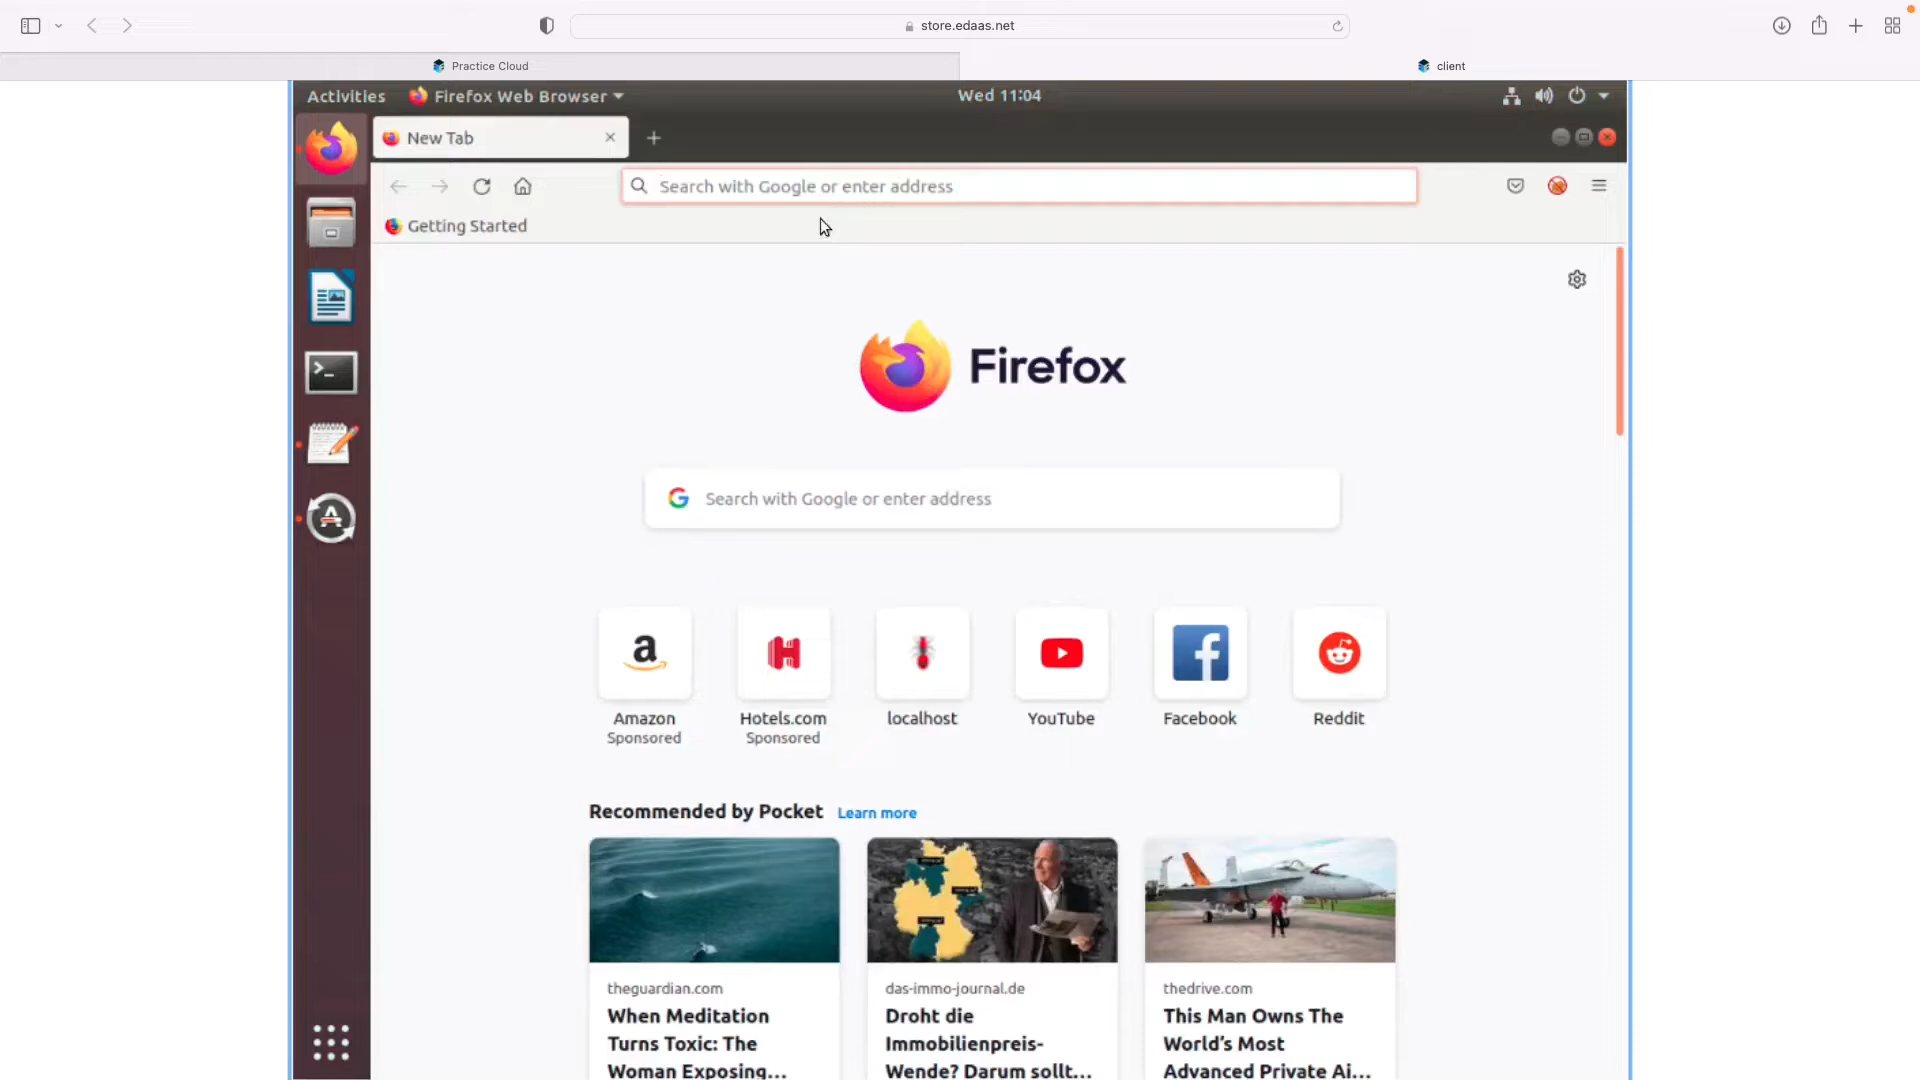 store.edaas.net
Practice Cloud
client
Activities
Firefox Web Browser
Wed 11:04
New Tab
Search with Google or enter address
Getting Started
Firefox
Search with Google or enter address
Amazon
Sponsored
Hotels.com
Sponsored
localhost
YouTube
Facebook
Reddit
Recommended by Pocket
Learn more
theguardian.com
When Meditation
Turns Toxic: The
Woman Exposing...
das-immo-journal.de
Droht die
Immobilienpreis-
Wende? Darum sollt...
thedrive.com
This Man Owns The
World's Most
Advanced Private Ai...